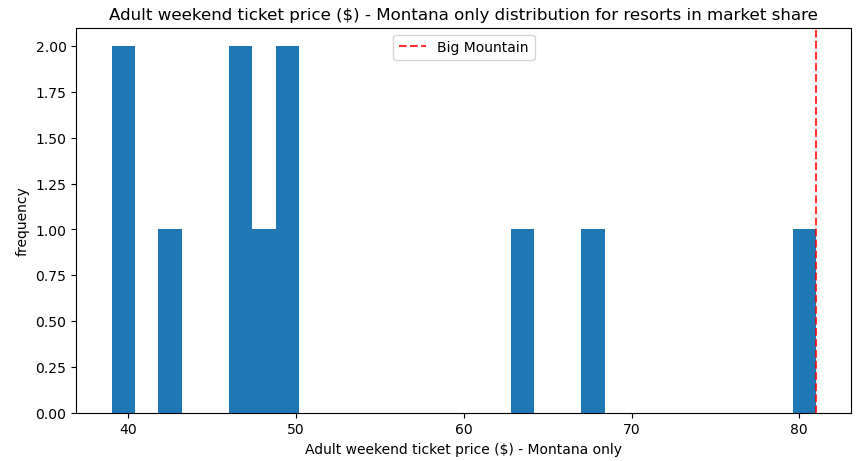 Adult weekend ticket price ($) - Montana only distribution for resorts in market share
Big Mountain
2.00
1.75
1.50
1.25
1.00
0.75
0.50
0.25
0.00
frequency
40 50 60 70 80
Adult weekend ticket price ($) - Montana only